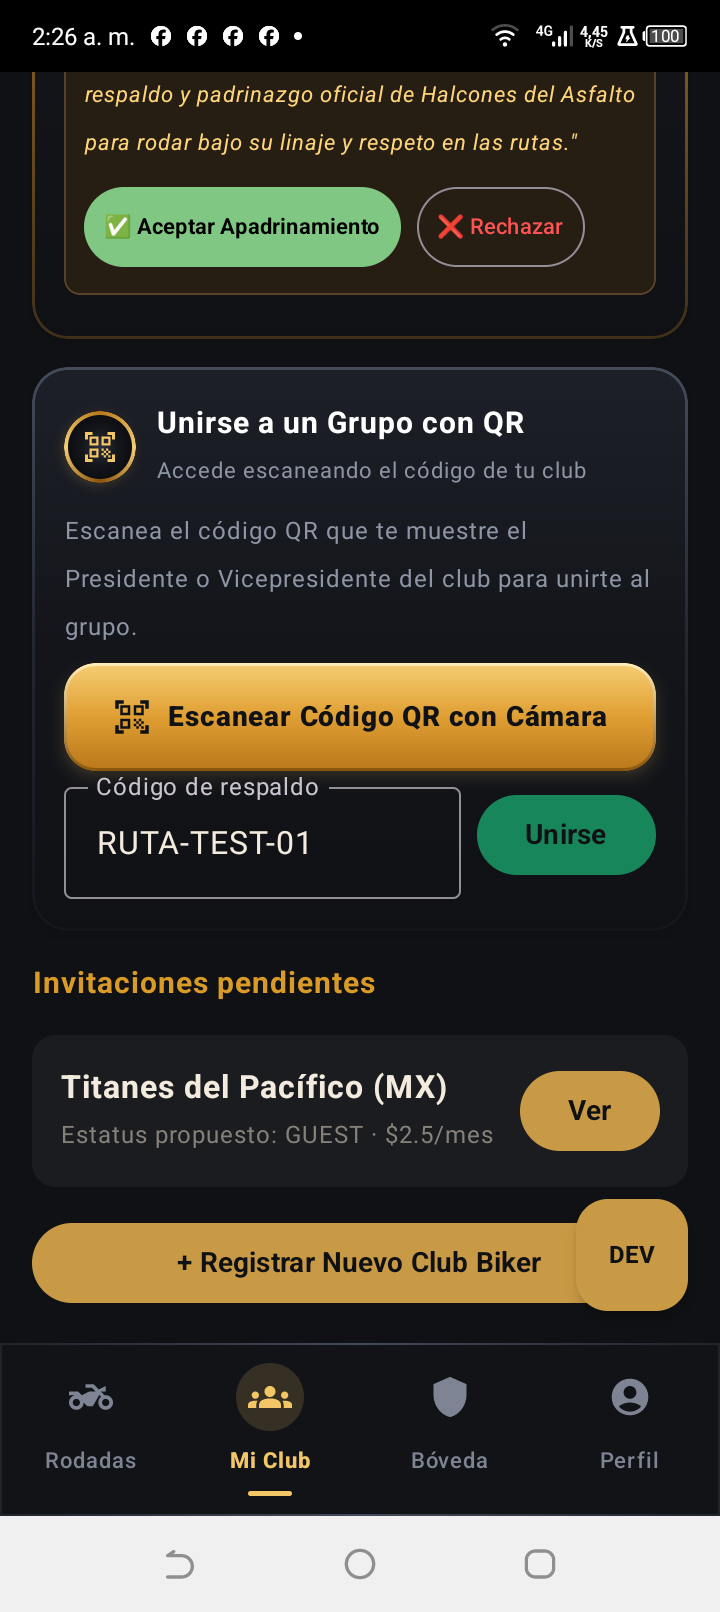 2:26 a. m.
4G
4,45
K/S
100
respaldo y padrinazgo oficial de Halcones del Asfalto
para rodar bajo su linaje y respeto en las rutas."
✅ Aceptar Apadrinamiento
❌ Rechazar
Unirse a un Grupo con QR
Accede escaneando el código de tu club
Escanea el código QR que te muestre el
Presidente o Vicepresidente del club para unirte al
grupo.
Escanear Código QR con Cámara
Código de respaldo
RUTA-TEST-01
Unirse
Invitaciones pendientes
Titanes del Pacífico (MX)
Estatus propuesto: GUEST · $2.5/mes
Ver
+ Registrar Nuevo Club Biker
DEV
Rodadas
Mi Club
Bóveda
Perfil